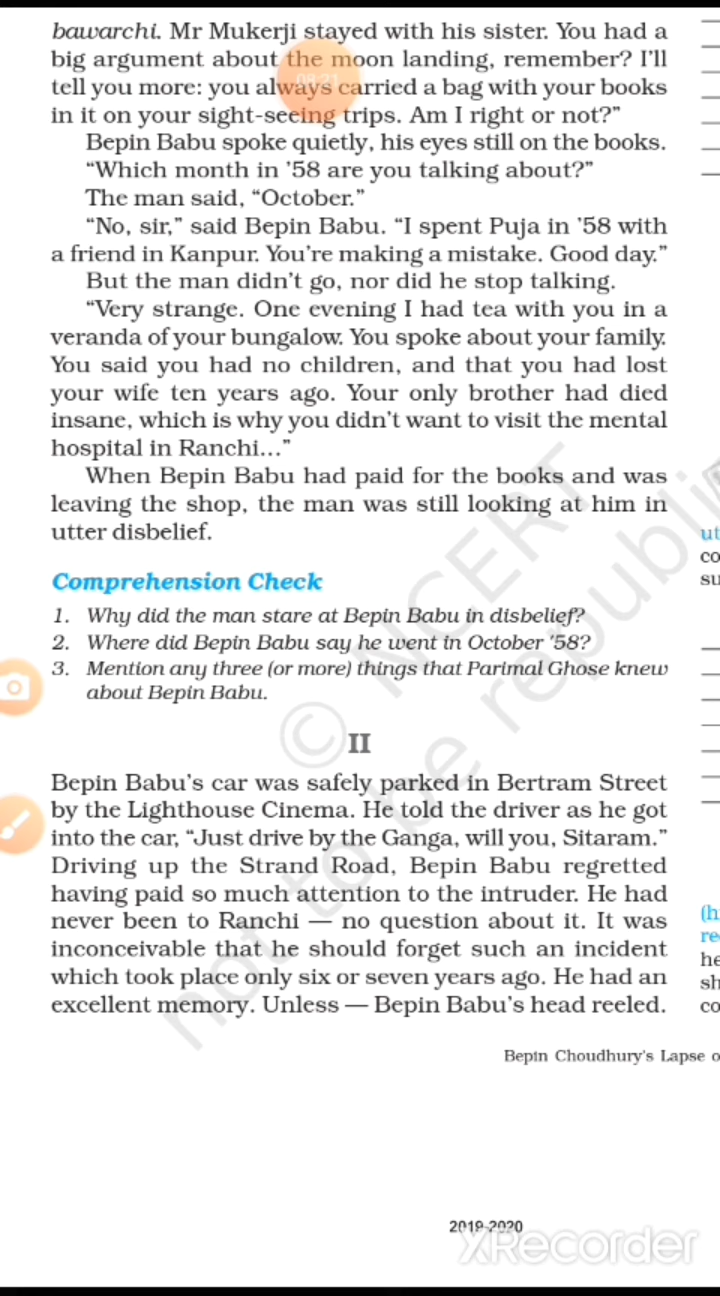 bawarchi. Mr Mukerji stayed with his sister. You had a
big argument about the moon landing, remember? I'll
08:21
tell you more: you always carried a bag with your books
in it on your sight-seeing trips. Am I right or not?"
Bepin Babu spoke quietly, his eyes still on the books.
"Which month in '58 are you talking about?"
The man said, "October."
"No, sir," said Bepin Babu. "I spent Puja in '58 with
a friend in Kanpur. You're making a mistake. Good day."
But the man didn't go, nor did he stop talking.
"Very strange. One evening I had tea with you in a
veranda of your bungalow. You spoke about your family.
You said you had no children, and that you had lost
your wife ten years ago. Your only brother had died
insane, which is why you didn't want to visit the mental
hospital in Ranchi..."
When Bepin Babu had paid for the books and was
leaving the shop, the man was still looking at him in
utter disbelief.
ut
co
su
Comprehension Check
1. Why did the man stare at Bepin Babu in disbelief?
2. Where did Bepin Babu say he went in October '58?
3. Mention any three (or more) things that Parimal Ghose knew
about Bepin Babu.
© NCERT
not to be republi
II
Bepin Babu's car was safely parked in Bertram Street
by the Lighthouse Cinema. He told the driver as he got
into the car, "Just drive by the Ganga, will you, Sitaram."
Driving up the Strand Road, Bepin Babu regretted
having paid so much attention to the intruder. He had
never been to Ranchi — no question about it. It was
inconceivable that he should forget such an incident
which took place only six or seven years ago. He had an
excellent memory. Unless — Bepin Babu's head reeled.
(h
re
he
sh
co
Bepin Choudhury's Lapse o
2019-2020
XRecorder